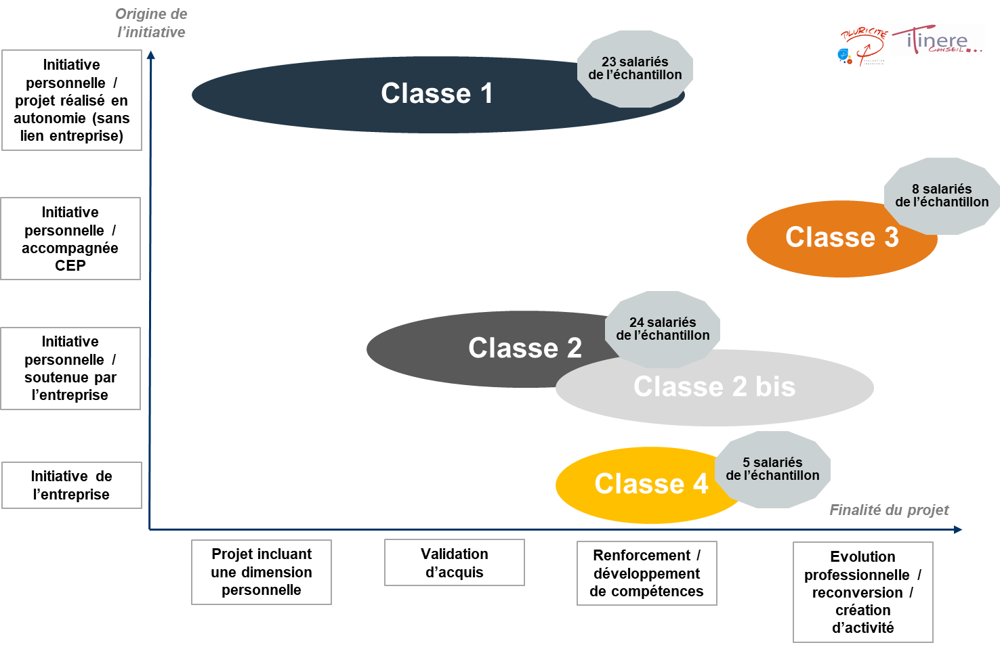 Origine de
l’initiative
PLURICITÉ
iTinere
CONSEIL
Initiative
personnelle /
projet réalisé en
autonomie (sans
lien entreprise)
Classe 1
23 salariés
de l’échantillon
Initiative
personnelle /
accompagnée
CEP
Classe 3
8 salariés
de l’échantillon
Initiative
personnelle /
soutenue par
l’entreprise
Classe 2
24 salariés
de l’échantillon
Classe 2 bis
Initiative de
l’entreprise
Classe 4
5 salariés
de l’échantillon
Finalité du projet
Projet incluant
une dimension
personnelle
Validation
d’acquis
Renforcement /
développement
de compétences
Evolution
professionnelle /
reconversion /
création
d’activité